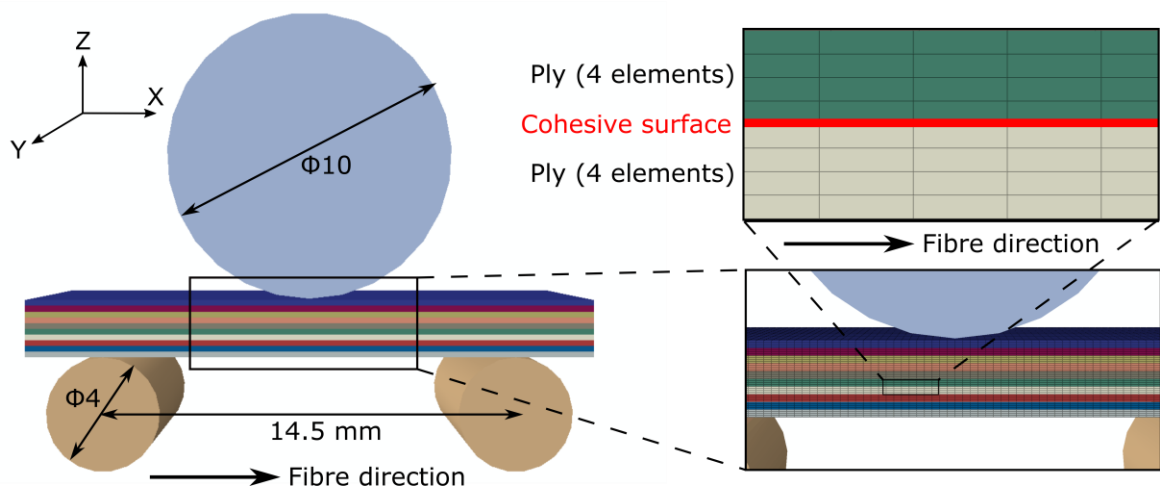 Z
X
Y
Φ10
Φ4
14.5 mm
Fibre direction
Ply (4 elements)
Cohesive surface
Ply (4 elements)
Fibre direction